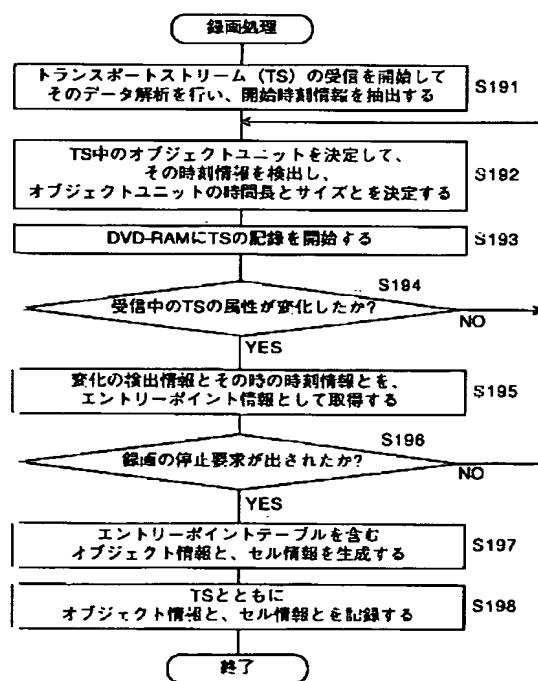 録画処理
トランスポートストリーム（TS）の受信を開始して
そのデータ解析を行い、開始時刻情報を抽出する
S191
TS中のオブジェクトユニットを決定して、
その時刻情報を検出し、
オブジェクトユニットの時間長とサイズとを決定する
S192
DVD-RAMにTSの記録を開始する
S193
S194
受信中のTSの属性が変化したか?
NO
YES
変化の検出情報とその時の時刻情報とを、
エントリーポイント情報として取得する
S195
S196
録画の停止要求が出されたか?
NO
YES
エントリーポイントテーブルを含む
オブジェクト情報と、セル情報を生成する
S197
TSとともに
オブジェクト情報と、セル情報とを記録する
S198
終了